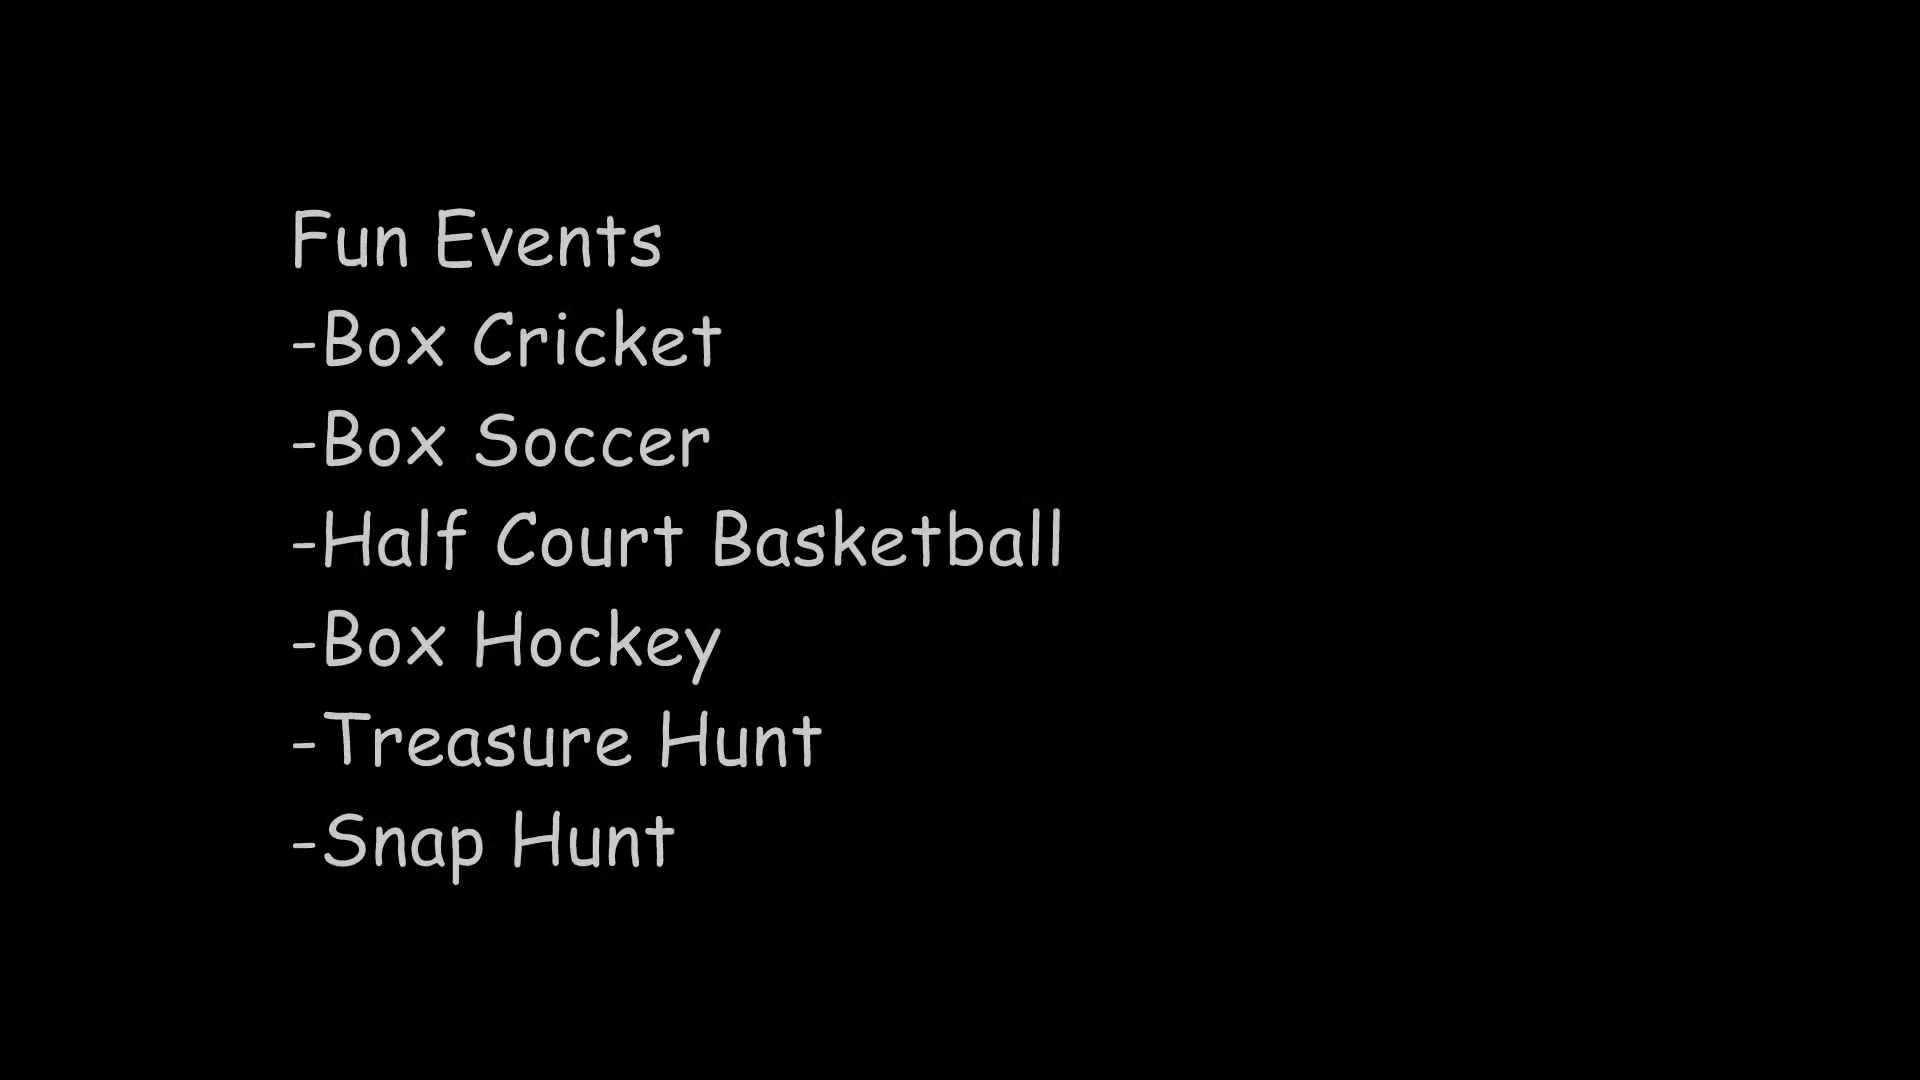 Fun Events
-Box Cricket
-Box Soccer
-Half Court Basketball
-Box Hockey
-Treasure Hunt
-Snap Hunt